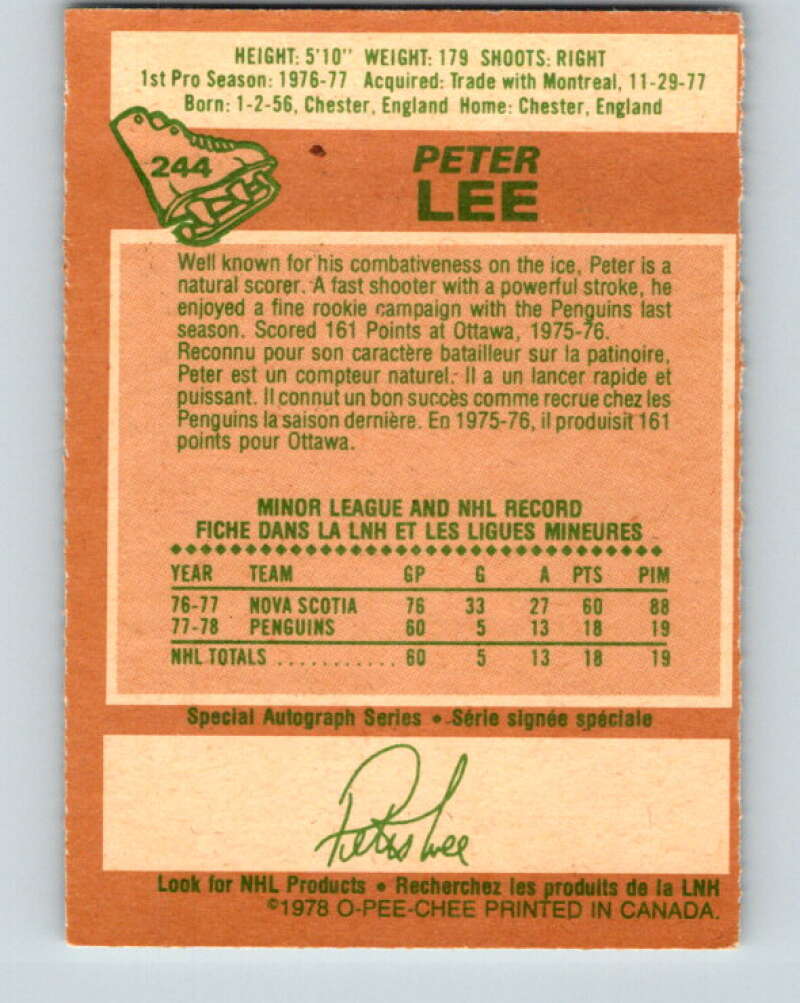 HEIGHT: 5'10" WEIGHT: 179 SHOOTS: RIGHT
1st Pro Season: 1976-77 Acquired: Trade with Montreal, 11-29-77
Born: 1-2-56, Chester, England Home: Chester, England
244
PETER
LEE
Well known for his combativeness on the ice, Peter is a
natural scorer. A fast shooter with a powerful stroke, he
enjoyed a fine rookie campaign with the Penguins last
season. Scored 161 Points at Ottawa, 1975-76.
Reconnu pour son caractère batailleur sur la patinoire,
Peter est un compteur naturel. Il a un lancer rapide et
puissant. Il connut un bon succès comme recrue chez les
Penguins la saison dernière. En 1975-76, il produisit 161
points pour Ottawa.
MINOR LEAGUE AND NHL RECORD
FICHE DANS LA LNH ET LES LIGUES MINEURES
YEAR TEAM GP G A PTS PIM
76-77 NOVA SCOTIA 76 33 27 60 88
77-78 PENGUINS 60 5 13 18 19
NHL TOTALS ........... 60 5 13 18 19
Special Autograph Series • Série signée spéciale
Peter Lee
Look for NHL Products • Recherchez les produits de la LNH
©1978 O-PEE-CHEE PRINTED IN CANADA.